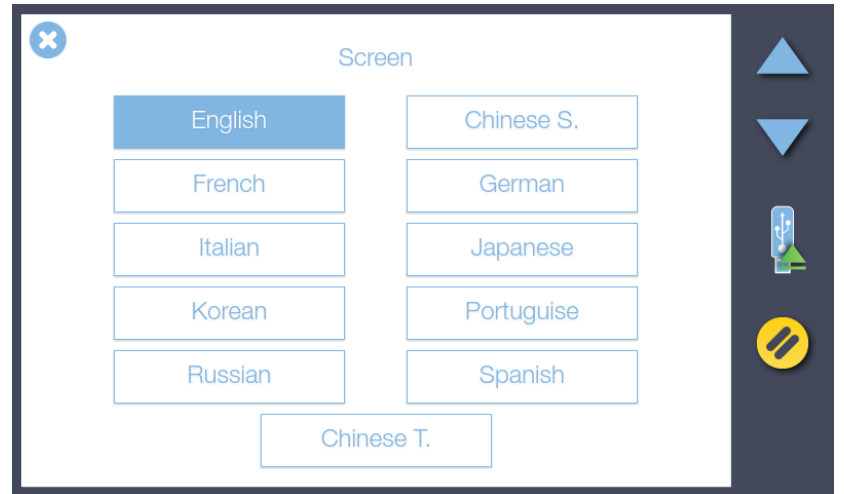 Screen
English
Chinese S.
French
German
Italian
Japanese
Korean
Portuguise
Russian
Spanish
Chinese T.